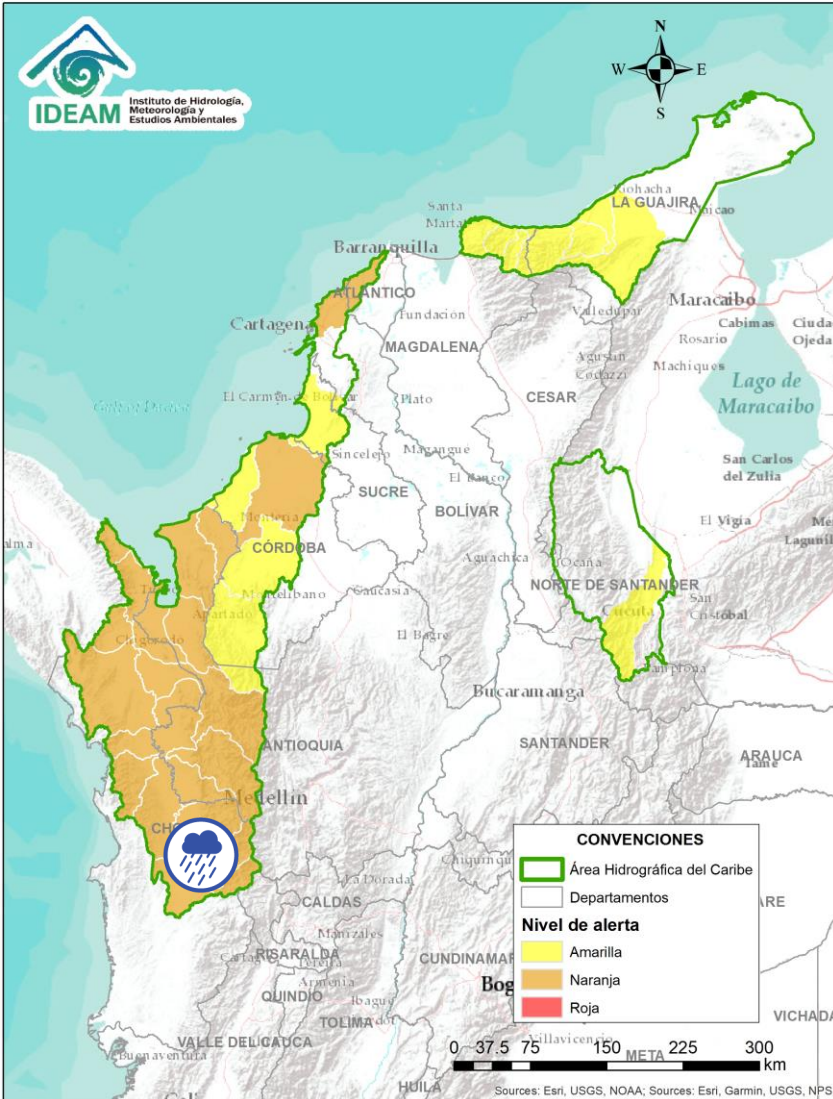 IDEAM
Instituto de Hidrología,
Meteorología y
Estudios Ambientales
N
W
E
S
Riohacha
LA GUAJIRA
Santa
Marta
Maicao
Barranquilla
ATLÁNTICO
Maracaibo
Cartagena
Fundación
Valledupar
Cabimas
Ciudad
Ojeda
MAGDALENA
Rosario
Agustín
Codazzi
Machiques
Lago de
Maracaibo
El Carmen de Bolívar
Plato
CESAR
Sincelejo
Magangué
San Carlos
del Zulia
El Banco
SUCRE
BOLÍVAR
Montería
El Vigía
CÓRDOBA
Aguachica
Ocaña
Montelíbano
Caucasia
NORTE DE SANTANDER
San
Cristóbal
Apartadó
Cúcuta
Chigorodó
El Bagre
Pamplona
Bucaramanga
ANTIOQUIA
SANTANDER
ARAUCA
Tame
Medellín
CONVENCIONES
Área Hidrográfica del Caribe
Departamentos
Nivel de alerta
Amarilla
Naranja
Roja
La Dorada
CALDAS
Manizales
RISARALDA
CUNDINAMAR
Pereira
Armenia
Bog
QUINDIO
Ibagué
TOLIMA
VICHADA
VALLE DEL CAUCA
Villavicencio
Buenaventura
META
0 37.5 75 150 225 300
km
HUILA
Sources: Esri, USGS, NOAA; Sources: Esri, Garmin, USGS, NPS